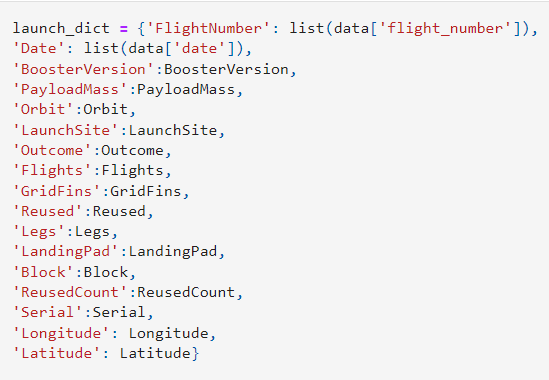 launch_dict = {'FlightNumber': list(data['flight_number']),
'Date': list(data['date']),
'BoosterVersion':BoosterVersion,
'PayloadMass':PayloadMass,
'Orbit':Orbit,
'LaunchSite':LaunchSite,
'Outcome':Outcome,
'Flights':Flights,
'GridFins':GridFins,
'Reused':Reused,
'Legs':Legs,
'LandingPad':LandingPad,
'Block':Block,
'ReusedCount':ReusedCount,
'Serial':Serial,
'Longitude': Longitude,
'Latitude': Latitude}